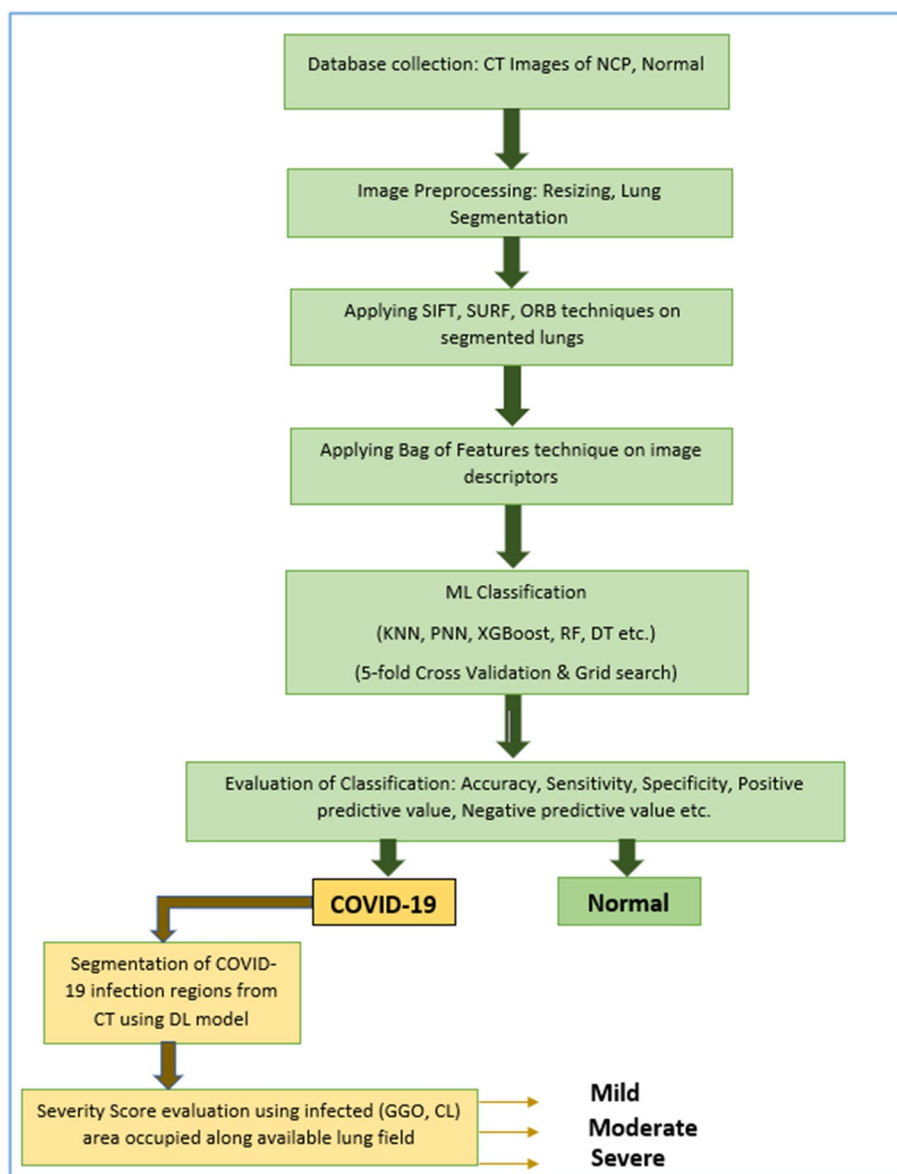 Database collection: CT Images of NCP, Normal
Image Preprocessing: Resizing, Lung
Segmentation
Applying SIFT, SURF, ORB techniques on
segmented lungs
Applying Bag of Features technique on image
descriptors
ML Classification
(KNN, PNN, XGBoost, RF, DT etc.)
(5-fold Cross Validation & Grid search)
Evaluation of Classification: Accuracy, Sensitivity, Specificity, Positive
predictive value, Negative predictive value etc.
COVID-19
Normal
Segmentation of COVID-
19 infection regions from
CT using DL model
Severity Score evaluation using infected (GGO, CL)
area occupied along available lung field
Mild
Moderate
Severe